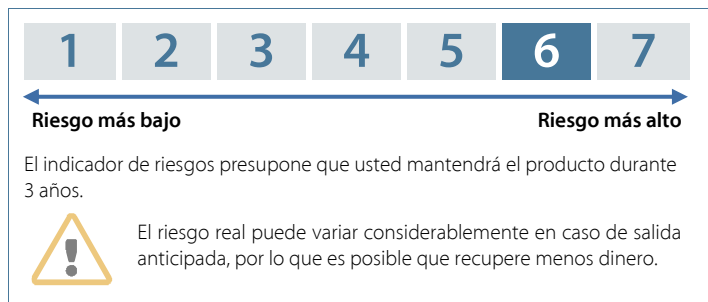 1 2 3 4 5 6 7
Riesgo más bajo Riesgo más alto
El indicador de riesgos presupone que usted mantendrá el producto durante
3 años.
El riesgo real puede variar considerablemente en caso de salida
anticipada, por lo que es posible que recupere menos dinero.